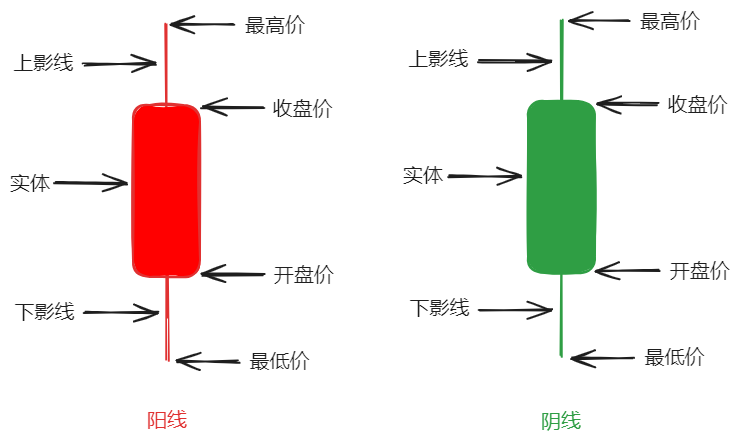 最高价
上影线
收盘价
实体
开盘价
下影线
最低价
阳线
最高价
上影线
收盘价
实体
开盘价
下影线
最低价
阴线